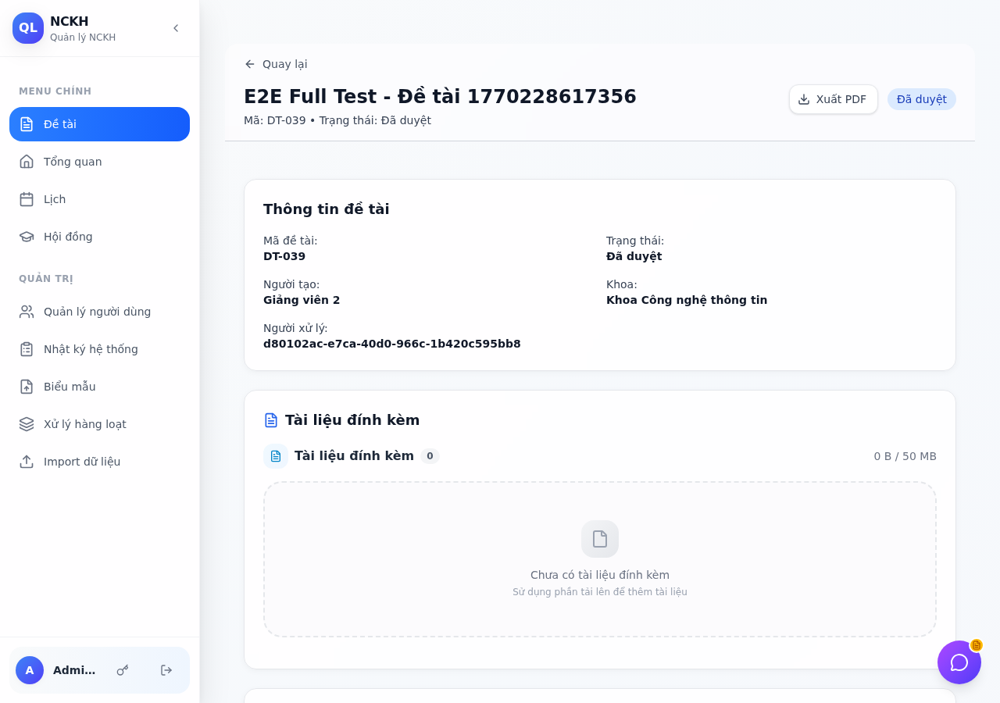 QL
NCKH
Quản lý NCKH
MENU CHÍNH
Đề tài
Tổng quan
Lịch
Hội đồng
QUẢN TRỊ
Quản lý người dùng
Nhật ký hệ thống
Biểu mẫu
Xử lý hàng loạt
Import dữ liệu
A
Admi...
Quay lại
E2E Full Test - Đề tài 1770228617356
Mã: DT-039 • Trạng thái: Đã duyệt
Xuất PDF
Đã duyệt
Thông tin đề tài
Mã đề tài:
DT-039
Trạng thái:
Đã duyệt
Người tạo:
Giảng viên 2
Khoa:
Khoa Công nghệ thông tin
Người xử lý:
d80102ac-e7ca-40d0-966c-1b420c595bb8
Tài liệu đính kèm
Tài liệu đính kèm 0
0 B / 50 MB
Chưa có tài liệu đính kèm
Sử dụng phần tải lên để thêm tài liệu